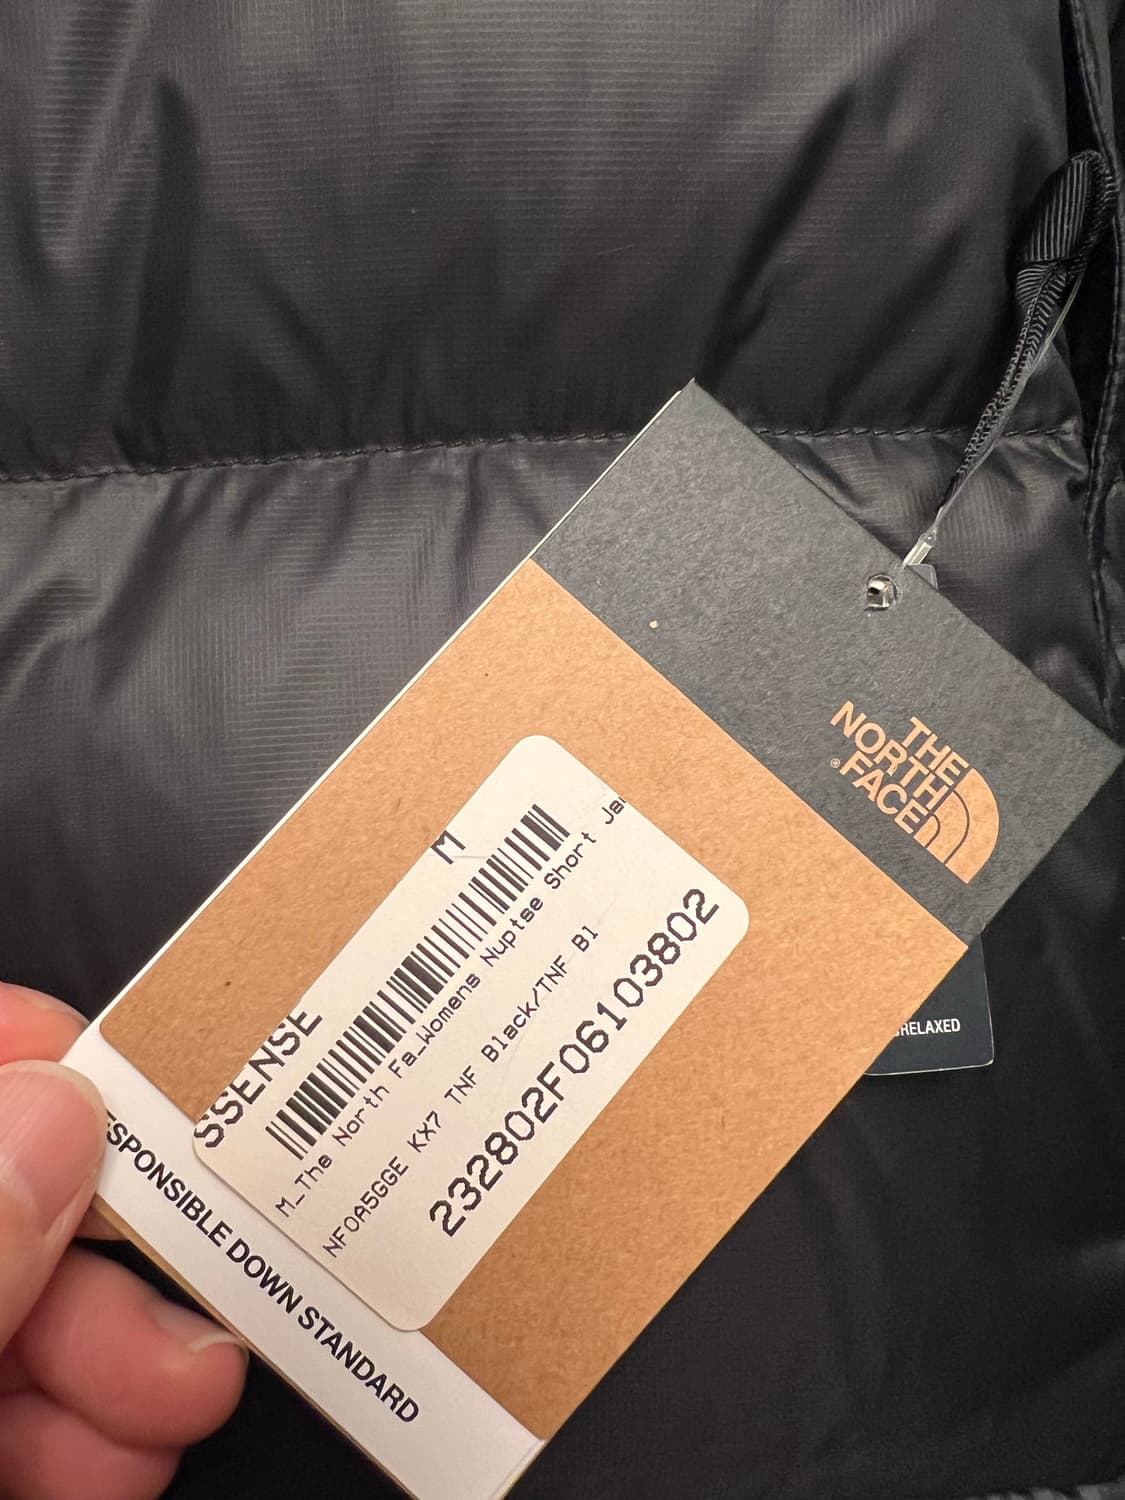 THE
NORTH
FACE
®
M
SSENSE
M_The North Fa_Womens Nuptse Short Ja
NF0A5GGE KX7 TNF Black/TNF Bl
232802F06103802
ESPONSIBLE DOWN STANDARD
RELAXED